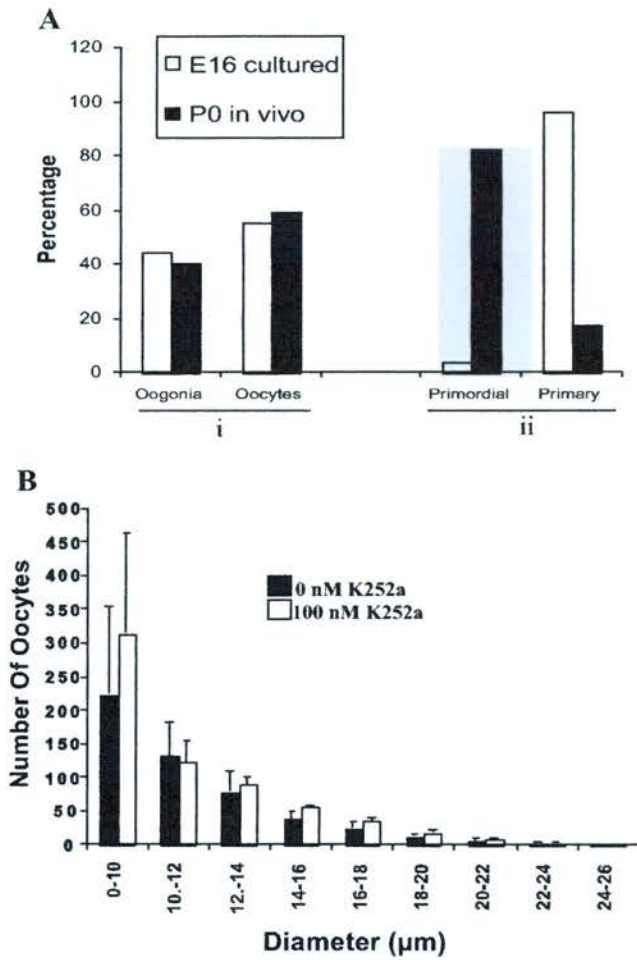 A
120
100
80
60
40
20
0
Percentage
E16 cultured
P0 in vivo
Oogonia Oocytes Primordial Primary
i ii
B
500
450
400
350
300
250
200
150
100
50
0
Number Of Oocytes
0 nM K252a
100 nM K252a
0-10 10.-12 12.-14 14-16 16-18 18-20 20-22 22-24 24-26
Diameter (µm)